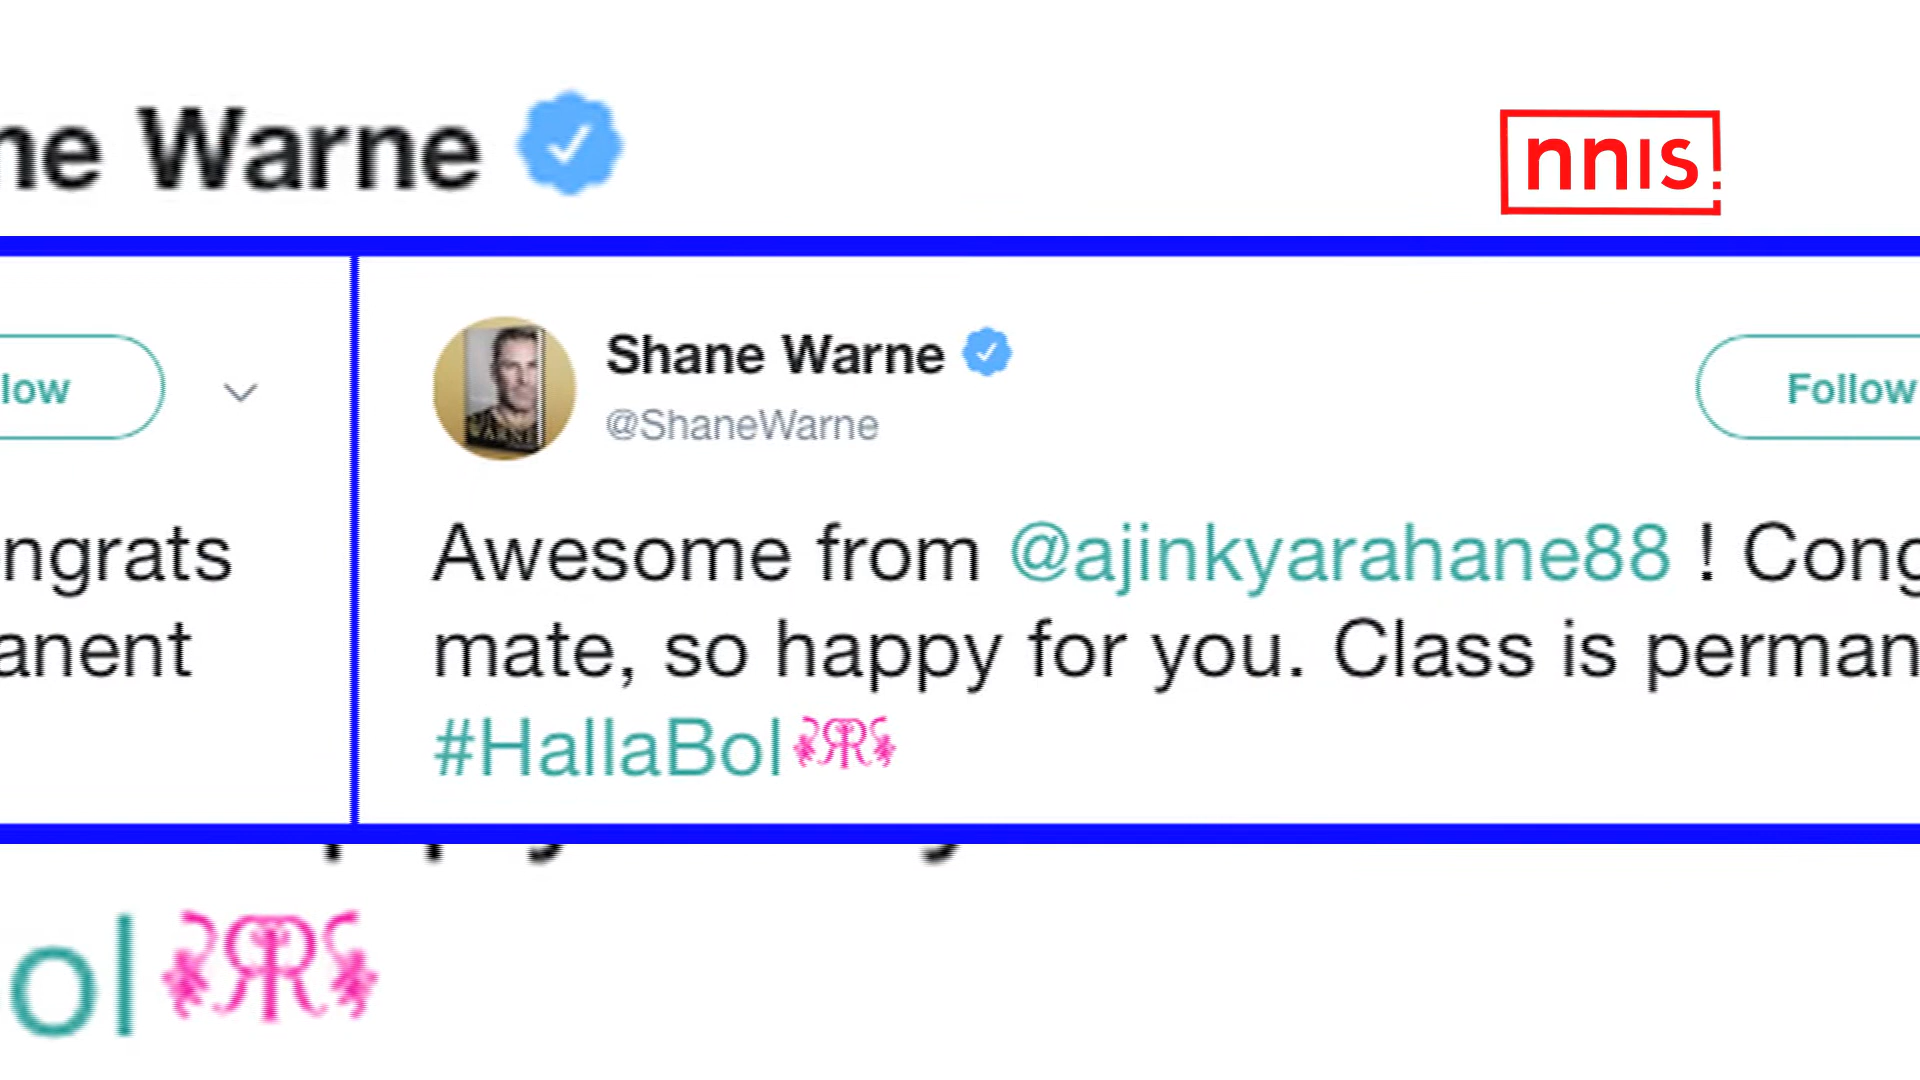 ne Warne
nnıs!
low
ngrats
anent
Shane Warne
@ShaneWarne
Follow
Awesome from @ajinkyarahane88 ! Cong
mate, so happy for you. Class is perman
#HallaBol
ol